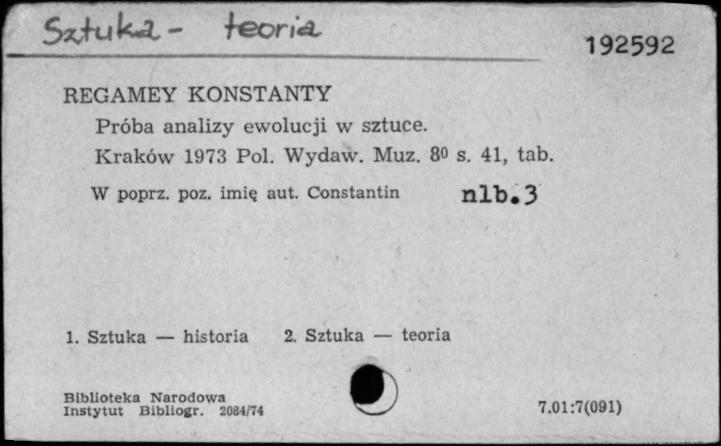 Sztuka - teoria
192592
REGAMEY KONSTANTY
Próba analizy ewolucji w sztuce.
Kraków 1973 Pol. Wydaw. Muz. 8⁰ s. 41, tab.
W poprz. poz. imię aut. Constantin nlb.3
1. Sztuka — historia 2. Sztuka — teoria
Biblioteka Narodowa
Instytut Bibliogr. 2084/74
7.01:7(091)